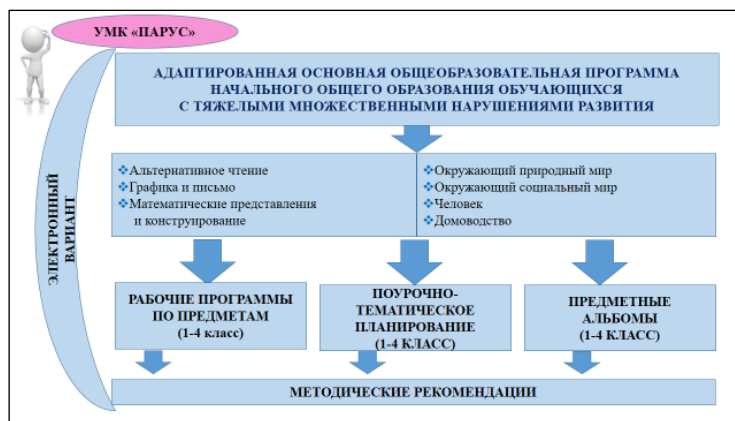 УМК «ПАРУС»
АДАПТИРОВАННАЯ ОСНОВНАЯ ОБЩЕОБРАЗОВАТЕЛЬНАЯ ПРОГРАММА
НАЧАЛЬНОГО ОБЩЕГО ОБРАЗОВАНИЯ ОБУЧАЮЩИХСЯ
С ТЯЖЕЛЫМИ МНОЖЕСТВЕННЫМИ НАРУШЕНИЯМИ РАЗВИТИЯ
ЭЛЕКТРОННЫЙ
ВАРИАНТ
❖Альтернативное чтение
❖Графика и письмо
❖Математические представления
и конструирование
❖Окружающий природный мир
❖Окружающий социальный мир
❖Человек
❖Домоводство
РАБОЧИЕ ПРОГРАММЫ
ПО ПРЕДМЕТАМ
(1-4 класс)
ПОУРОЧНО-
ТЕМАТИЧЕСКОЕ
ПЛАНИРОВАНИЕ
(1-4 КЛАСС)
ПРЕДМЕТНЫЕ
АЛЬБОМЫ
(1-4 КЛАСС)
МЕТОДИЧЕСКИЕ РЕКОМЕНДАЦИИ